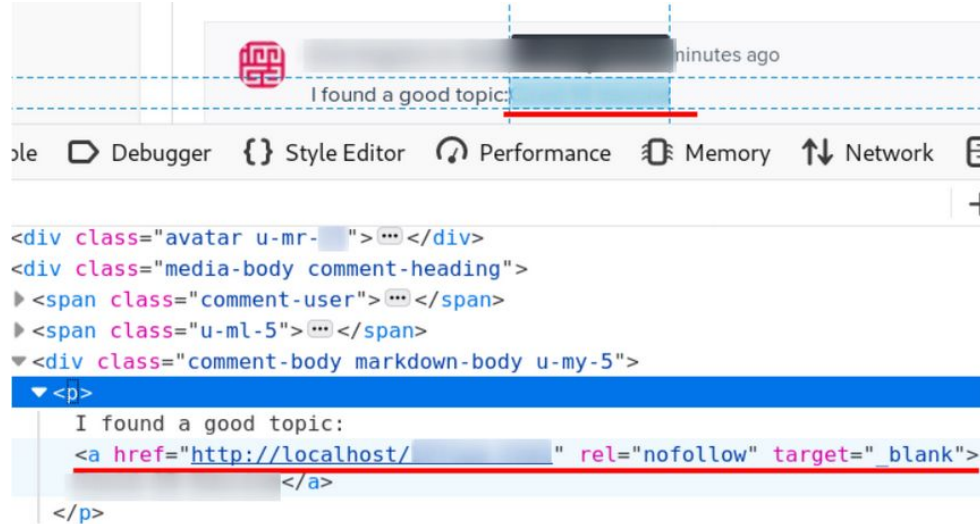 minutes ago
I found a good topic:
Debugger {} Style Editor Performance Memory Network
<div class="avatar u-mr- "></div>
<div class="media-body comment-heading">
<span class="comment-user"></span>
<span class="u-ml-5"></span>
<div class="comment-body markdown-body u-my-5">
<p>
I found a good topic:
<a href="http://localhost/ " rel="nofollow" target="_blank">
</a>
</p>